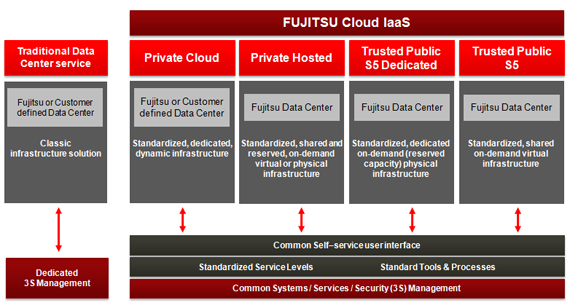 FUJITSU Cloud IaaS
Traditional Data
Center service
Private Cloud
Private Hosted
Trusted Public
S5 Dedicated
Trusted Public
S5
Fujitsu or Customer
defined Data Center
Fujitsu or Customer
defined Data Center
Fujitsu Data Center
Fujitsu Data Center
Fujitsu Data Center
Classic
infrastructure solution
Standardized, dedicated,
dynamic infrastructure
Standardized, shared and
reserved, on-demand
virtual or physical
infrastructure
Standardized, dedicated
on-demand (reserved
capacity) physical
infrastructure
Standardized, shared
on-demand virtual
infrastructure
Common Self–service user interface
Standardized Service Levels
Standard Tools & Processes
Dedicated
3S Management
Common Systems / Services / Security (3S) Management